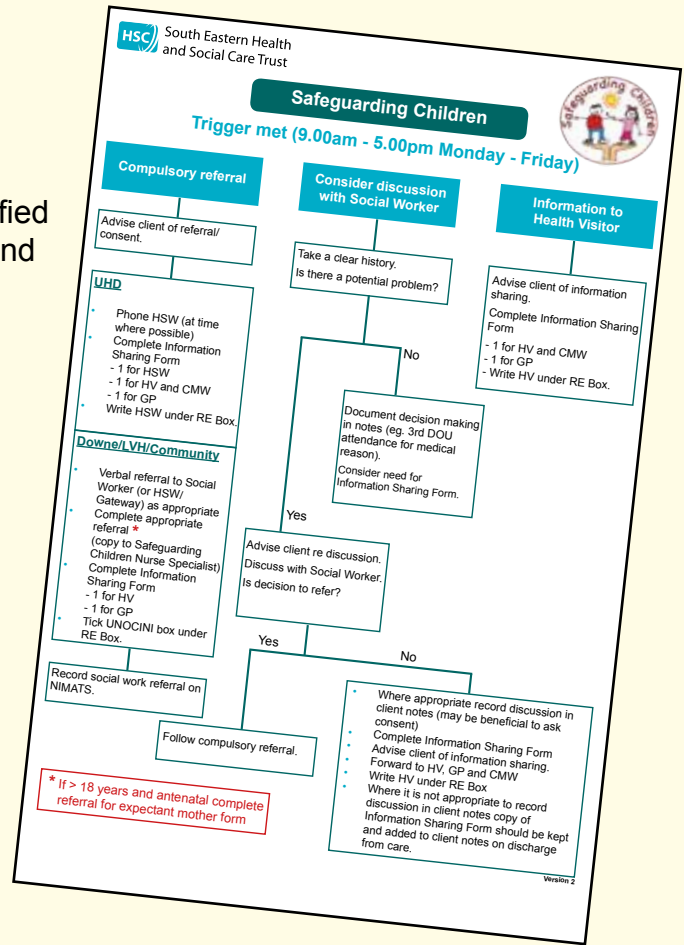 fied
nd
HSC South Eastern Health
and Social Care Trust
Safeguarding Children
Safeguarding Children
Trigger met (9.00am - 5.00pm Monday - Friday)
Compulsory referral
Advise client of referral/
consent.
UHD
• Phone HSW (at time
where possible)
• Complete Information
Sharing Form
- 1 for HSW
- 1 for HV and CMW
- 1 for GP
• Write HSW under RE Box.
Downe/LVH/Community
• Verbal referral to Social
Worker (or HSW/
Gateway) as appropriate
• Complete appropriate
referral *
(copy to Safeguarding
Children Nurse Specialist)
• Complete Information
Sharing Form
- 1 for HV
- 1 for GP
• Tick UNOCINI box under
RE Box.
Record social work referral on
NIMATS.
* If > 18 years and antenatal complete
referral for expectant mother form
Consider discussion
with Social Worker
Take a clear history.
Is there a potential problem?
No
Document decision making
in notes (eg. 3rd DOU
attendance for medical
reason).
Consider need for
Information Sharing Form.
Yes
Advise client re discussion.
Discuss with Social Worker.
Is decision to refer?
Yes
No
Follow compulsory referral.
• Where appropriate record discussion in
client notes (may be beneficial to ask
consent)
• Complete Information Sharing Form
• Advise client of information sharing.
• Forward to HV, GP and CMW
• Write HV under RE Box
• Where it is not appropriate to record
discussion in client notes copy of
Information Sharing Form should be kept
and added to client notes on discharge
from care.
Information to
Health Visitor
Advise client of information
sharing.
Complete Information Sharing
Form
- 1 for HV and CMW
- 1 for GP
- Write HV under RE Box.
Version 2